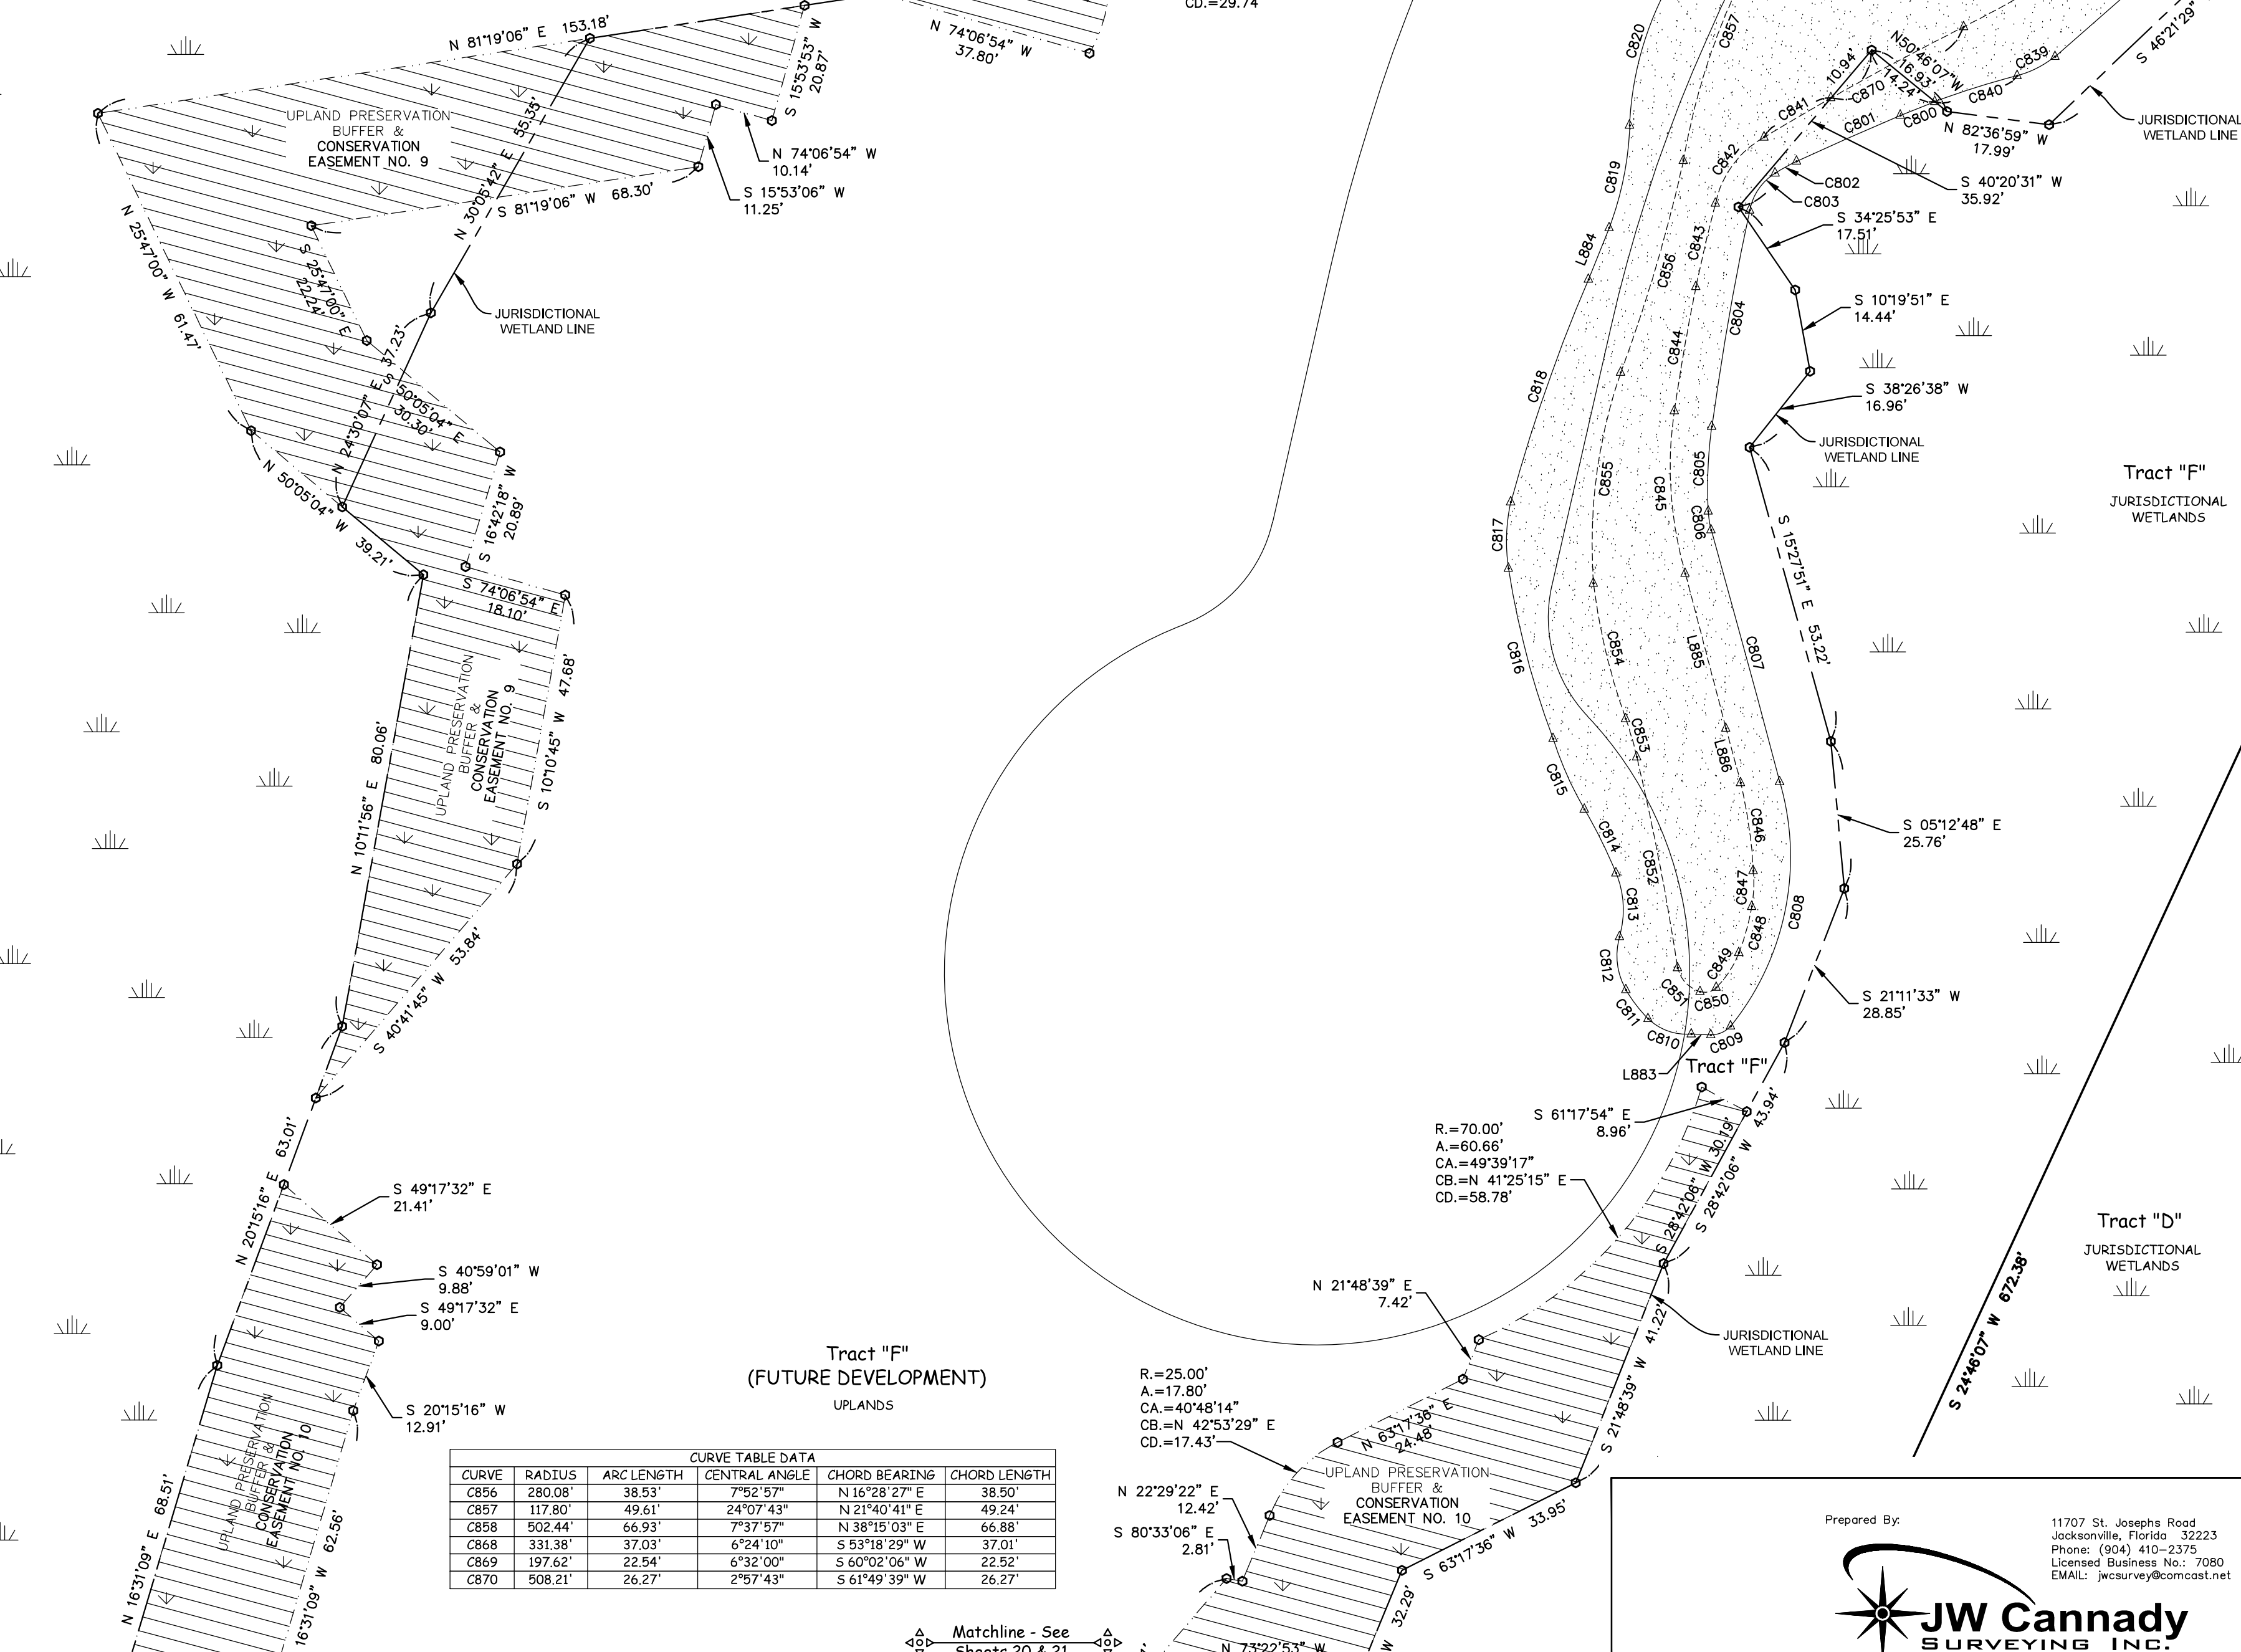 CD.=29.74
N 81°19'06" E 153.18'
S 15°53'53" W
20.87'
N 74°06'54" W
37.80'
UPLAND PRESERVATION
BUFFER &
CONSERVATION
EASEMENT NO. 9
N 30°05'42" E 55.35'
N 74°06'54" W
10.14'
S 15°53'06" W
11.25'
S 81°19'06" W 68.30'
N 25°47'00" W 61.47'
S 25°47'00" E
22.24'
JURISDICTIONAL
WETLAND LINE
N 24°30'07" E 37.23'
S 50°05'04" E
30.30'
N 50°05'04" W 39.21'
S 16°42'18" W
20.89'
S 74°06'54" E
18.10'
UPLAND PRESERVATION
BUFFER &
CONSERVATION
EASEMENT NO. 9
S 10°10'45" W 47.68'
N 10°11'56" E 80.06'
S 40°41'45" W 53.84'
N 20°15'16" E 63.01'
S 49°17'32" E
21.41'
S 40°59'01" W
9.88'
S 49°17'32" E
9.00'
S 20°15'16" W
12.91'
UPLAND PRESERVATION
BUFFER &
CONSERVATION
EASEMENT NO. 10
N 16°31'09" E 68.51'
16°31'09" W 62.56'
C820
C857
C819
L884
C856
C818
C855
C817
C816
C854
C853
C815
C814
C852
C813
C812
C811
C851
C810
C850
C849
C809
L883
C848
C847
C846
C808
L886
L885
C807
C806
C805
C845
C844
C804
C843
C842
C841
C870
C801
C800
C840
C839
C802
C803
10.94'
N50°46'07"W
16.93'
14.24'
S 46°21'29"
JURISDICTIONAL
WETLAND LINE
N 82°36'59" W
17.99'
S 40°20'31" W
35.92'
S 34°25'53" E
17.51'
S 10°19'51" E
14.44'
S 38°26'38" W
16.96'
JURISDICTIONAL
WETLAND LINE
Tract "F"
JURISDICTIONAL
WETLANDS
S 15°27'51" E 53.22'
S 05°12'48" E
25.76'
S 21°11'33" W
28.85'
Tract "F"
S 61°17'54" E
8.96'
R.=70.00'
A.=60.66'
CA.=49°39'17"
CB.=N 41°25'15" E
CD.=58.78'
S 28°42'06" W 30.19'
S 28°42'06" W 43.94'
N 21°48'39" E
7.42'
S 21°48'39" W 41.22'
JURISDICTIONAL
WETLAND LINE
Tract "D"
JURISDICTIONAL
WETLANDS
S 24°46'07" W 672.38'
Tract "F"
(FUTURE DEVELOPMENT)
UPLANDS
R.=25.00'
A.=17.80'
CA.=40°48'14"
CB.=N 42°53'29" E
CD.=17.43'
N 63°17'36" E
24.48'
UPLAND PRESERVATION
BUFFER &
CONSERVATION
EASEMENT NO. 10
N 22°29'22" E
12.42'
S 80°33'06" E
2.81'
S 63°17'36" W 33.95'
W 32.29'
N 73°22'53" W
CURVE TABLE DATA
CURVE RADIUS ARC LENGTH CENTRAL ANGLE CHORD BEARING CHORD LENGTH
C856 280.08' 38.53' 7°52'57" N 16°28'27" E 38.50'
C857 117.80' 49.61' 24°07'43" N 21°40'41" E 49.24'
C858 502.44' 66.93' 7°37'57" N 38°15'03" E 66.88'
C868 331.38' 37.03' 6°24'10" S 53°18'29" W 37.01'
C869 197.62' 22.54' 6°32'00" S 60°02'06" W 22.52'
C870 508.21' 26.27' 2°57'43" S 61°49'39" W 26.27'
Matchline - See
Sheets 20 & 21
Prepared By:
11707 St. Josephs Road
Jacksonville, Florida 32223
Phone: (904) 410-2375
Licensed Business No.: 7080
EMAIL: jwcsurvey@comcast.net
JW Cannady
SURVEYING INC.